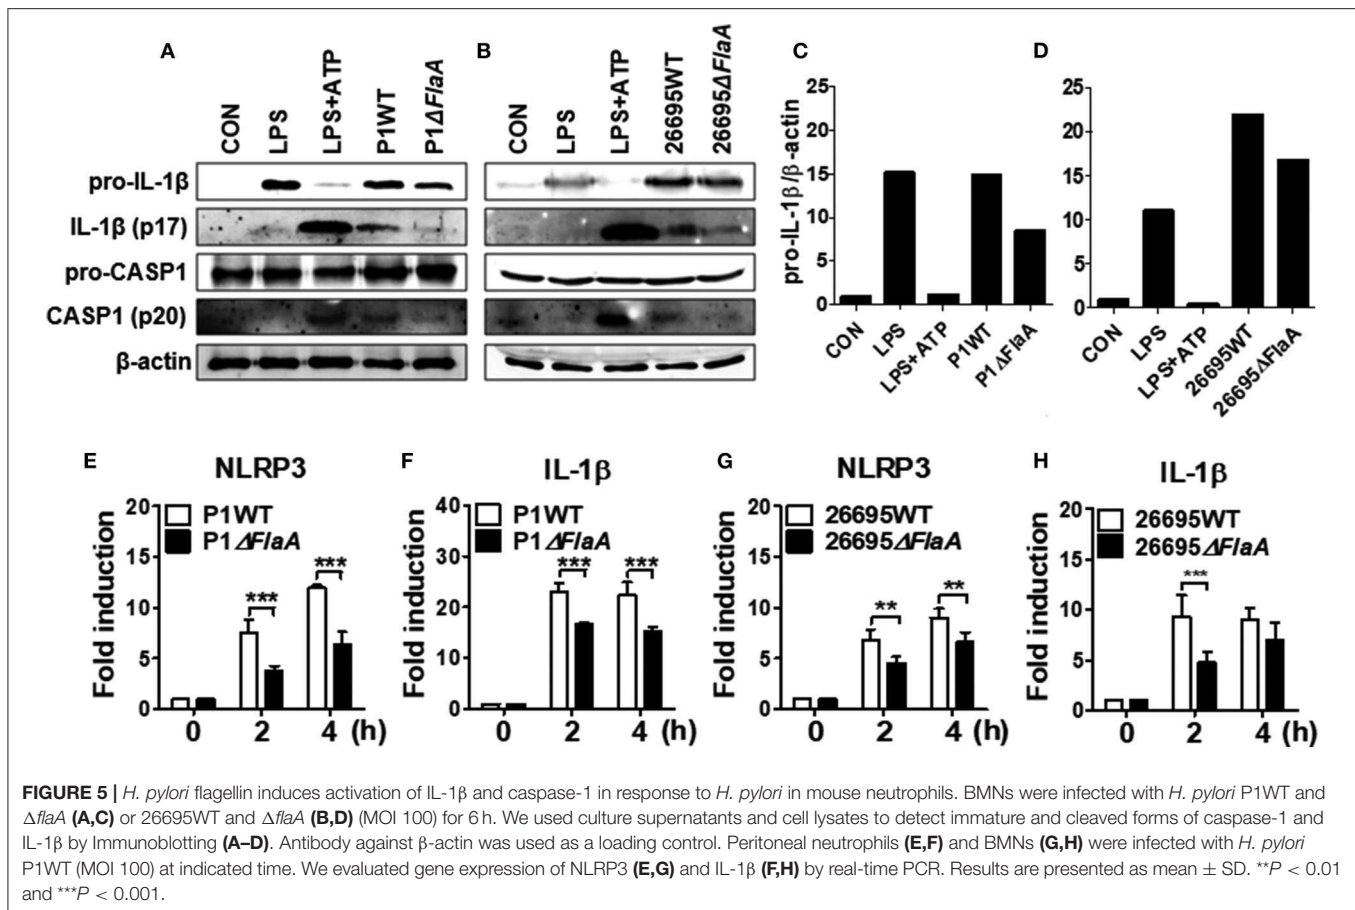 A
B
C
D
CON
LPS
LPS+ATP
P1WT
P1ΔFlaA
CON
LPS
LPS+ATP
26695WT
26695ΔFlaA
pro-IL-1β
IL-1β (p17)
pro-CASP1
CASP1 (p20)
β-actin
pro-IL-1β/β-actin
25
20
15
10
5
0
CON
LPS
LPS+ATP
P1WT
P1ΔFlaA
25
20
15
10
5
0
CON
LPS
LPS+ATP
26695WT
26695ΔFlaA
E
NLRP3
Fold induction
20
15
10
5
0
P1WT
P1ΔFlaA
***
***
0 2 4 (h)
F
IL-1β
Fold induction
40
30
20
10
0
P1WT
P1ΔFlaA
***
***
0 2 4 (h)
G
NLRP3
Fold induction
20
15
10
5
0
26695WT
26695ΔFlaA
**
**
0 2 4 (h)
H
IL-1β
Fold induction
20
15
10
5
0
26695WT
26695ΔFlaA
***
0 2 4 (h)
FIGURE 5 | H. pylori flagellin induces activation of IL-1β and caspase-1 in response to H. pylori in mouse neutrophils. BMNs were infected with H. pylori P1WT and
ΔflaA (A,C) or 26695WT and ΔflaA (B,D) (MOI 100) for 6 h. We used culture supernatants and cell lysates to detect immature and cleaved forms of caspase-1 and
IL-1β by Immunoblotting (A–D). Antibody against β-actin was used as a loading control. Peritoneal neutrophils (E,F) and BMNs (G,H) were infected with H. pylori
P1WT (MOI 100) at indicated time. We evaluated gene expression of NLRP3 (E,G) and IL-1β (F,H) by real-time PCR. Results are presented as mean ± SD. **P < 0.01
and ***P < 0.001.